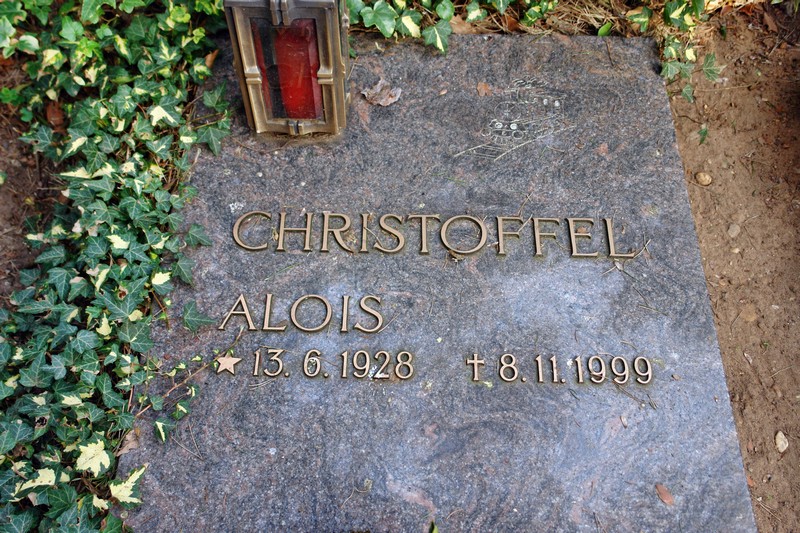 CHRISTOFFEL
ALOIS
★ 13. 6. 1928 † 8. 11. 1999